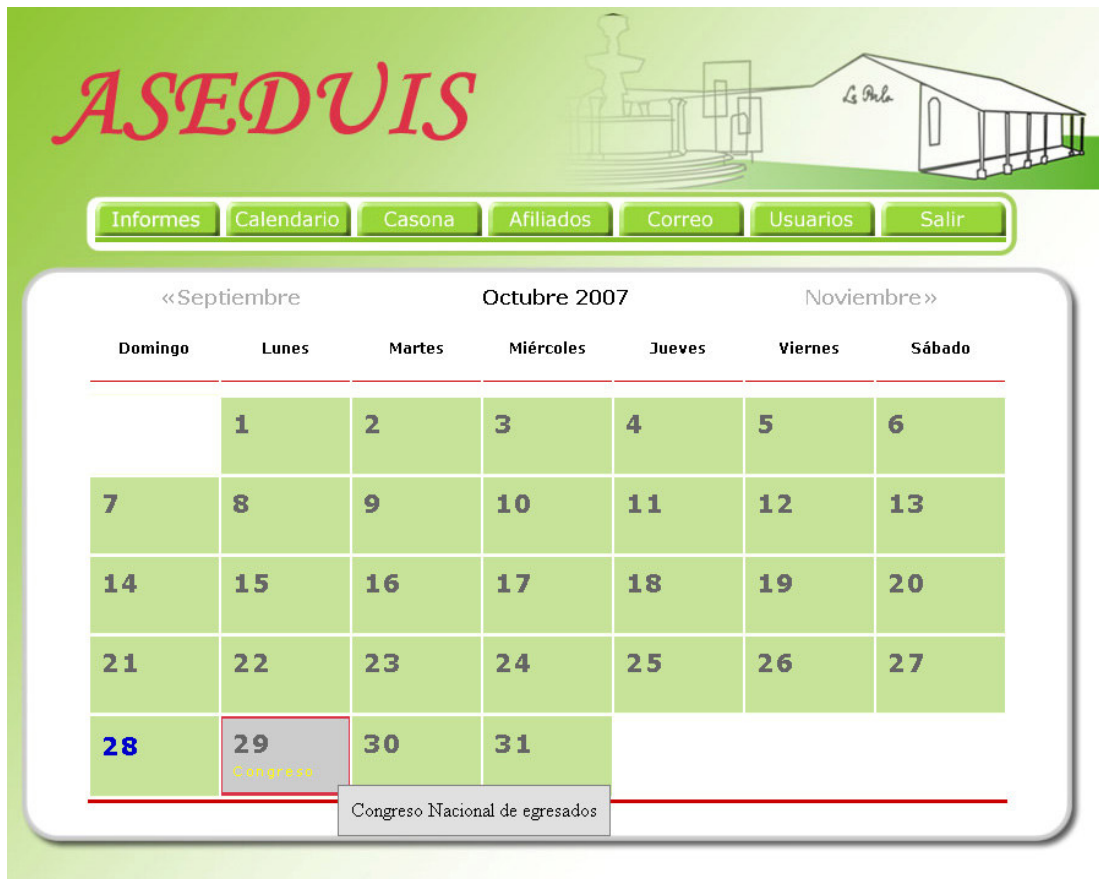 ASEDUIS
La Perla
Informes Calendario Casona Afiliados Correo Usuarios Salir
«Septiembre Octubre 2007 Noviembre»
Domingo Lunes Martes Miércoles Jueves Viernes Sábado
1 2 3 4 5 6
7 8 9 10 11 12 13
14 15 16 17 18 19 20
21 22 23 24 25 26 27
28 29 30 31
Congreso
Congreso Nacional de egresados